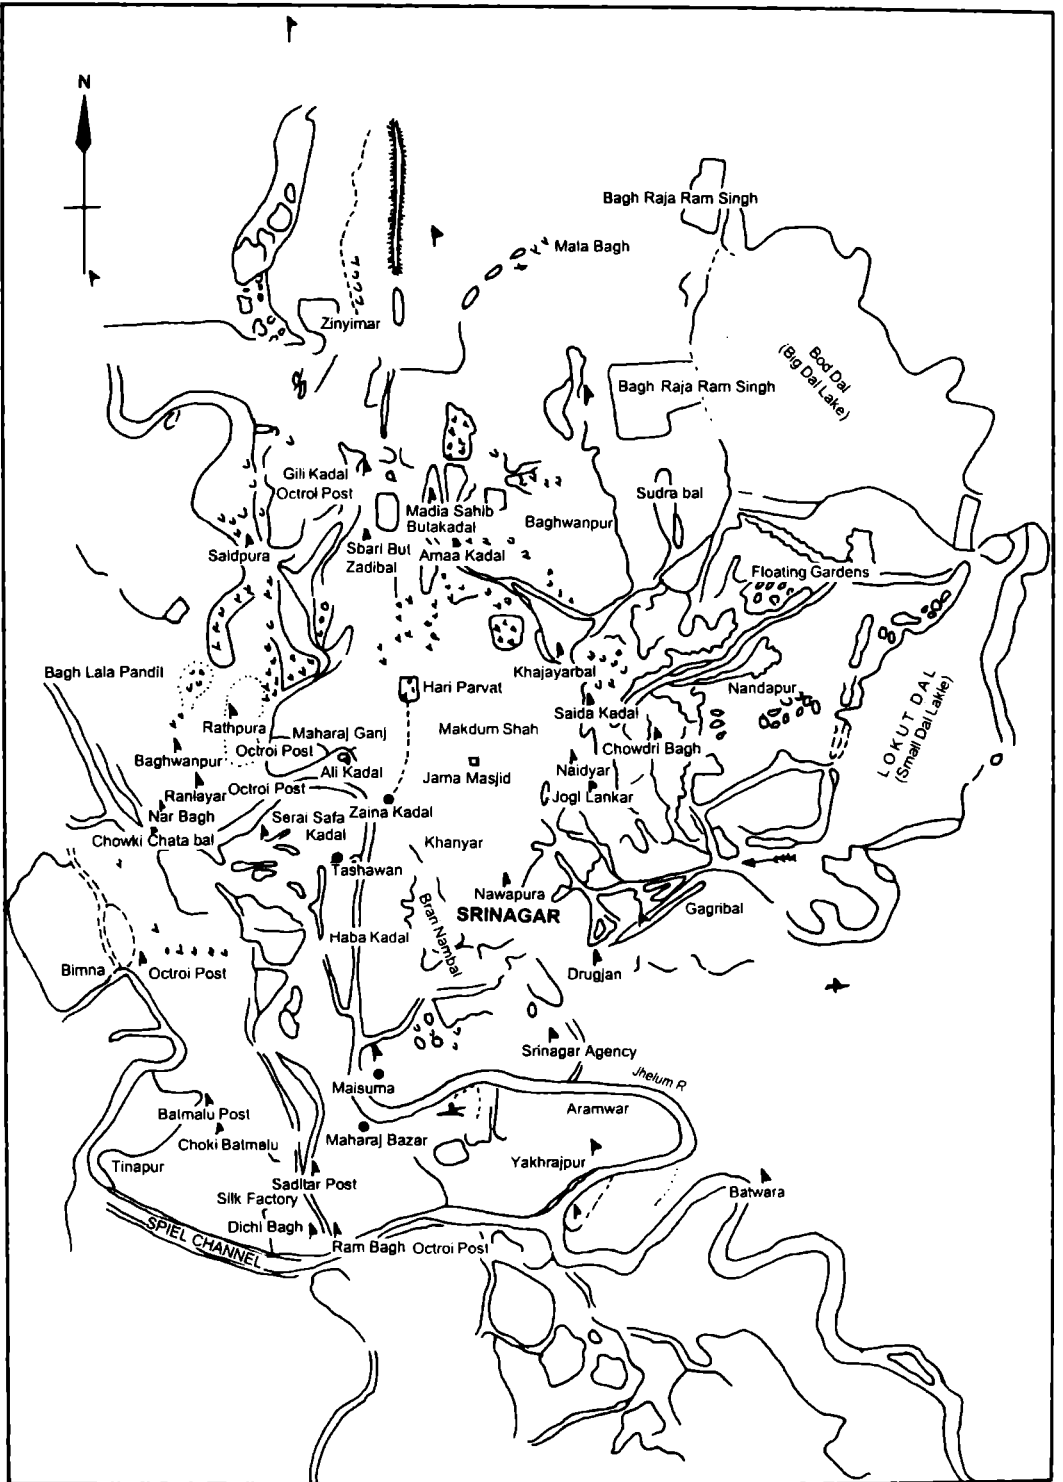 N
Bagh Raja Ram Singh
Mala Bagh
Zinyimar
Bod Dal
(Big Dal Lake)
Bagh Raja Ram Singh
Gili Kadal
Octroi Post
Sudra bal
Madia Sahib
Butakadal
Baghwanpur
Saidpura
Sbari But
Zadibal
Amaa Kadal
Floating Gardens
Bagh Lala Pandil
Khajayarbal
Hari Parvat
Nandapur
LOKUT DAL
(Small Dal Lakle)
Rathpura
Saida Kadal
Maharaj Ganj
Makdum Shah
Octroi Post
Chowdri Bagh
Baghwanpur
Ali Kadal
Jama Masjid
Naidyar
Ranlayar
Octroi Post
Jogl Lankar
Nar Bagh
Zaina Kadal
Serai Safa
Kadal
Chowki Chata bal
Khanyar
Tashawan
Nawapura
SRINAGAR
Gagribal
Bran Nambal
Haba Kadal
Bimna
Octroi Post
Drugjan
Srinagar Agency
Jhelum R
Maisuma
Aramwar
Batmalu Post
Maharaj Bazar
Choki Batmalu
Yakhrajpur
Tinapur
Saditar Post
Batwara
Silk Factory
SPIEL CHANNEL
Dichi Bagh
Ram Bagh Octroi Post